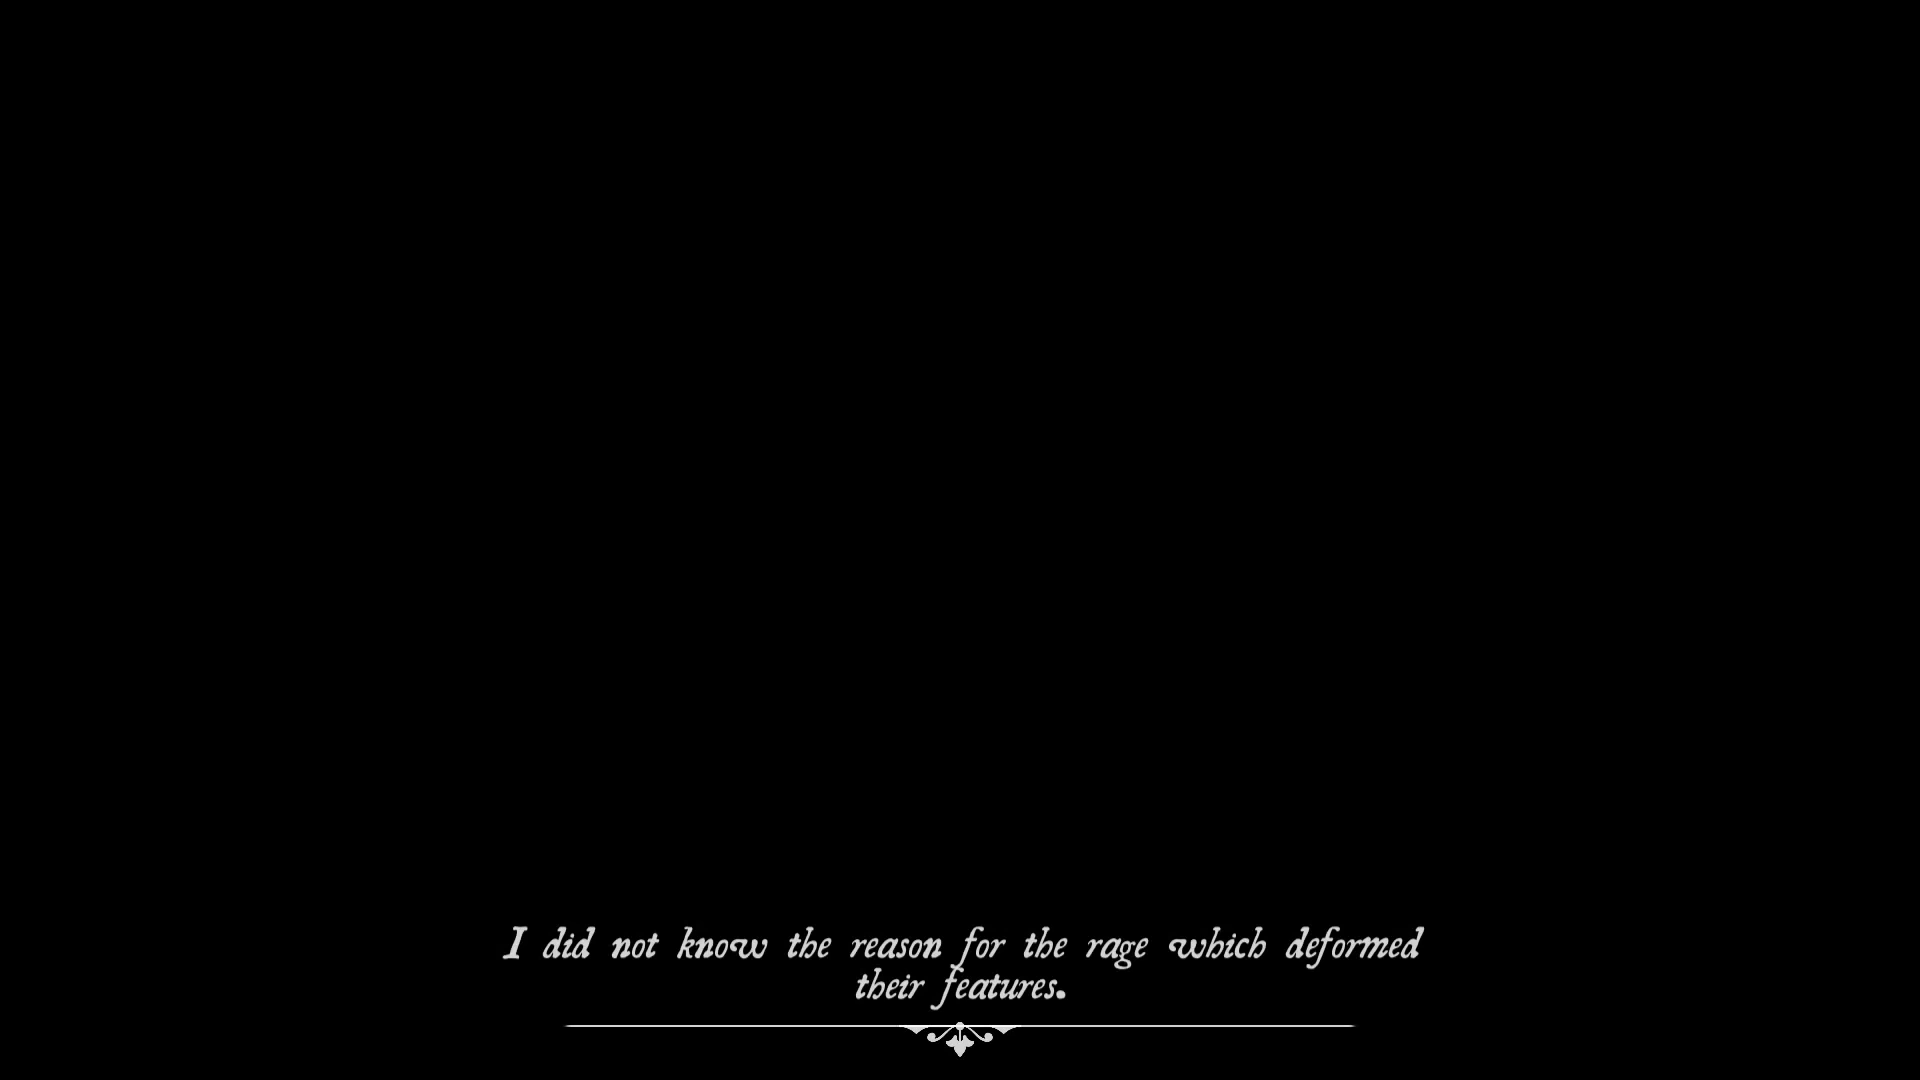 I did not know the reason for the rage which deformed
their features.